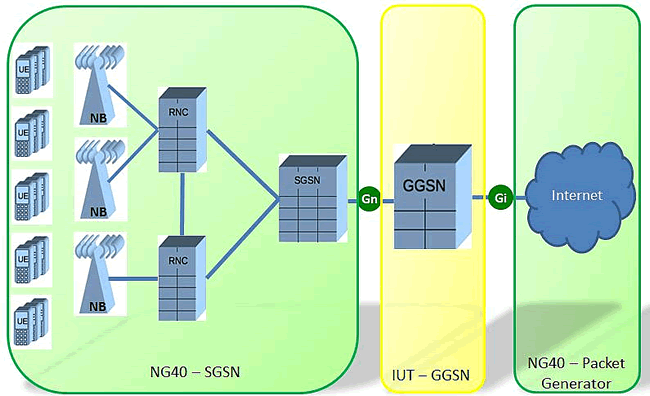 UE
UE
UE
UE
UE
NB
NB
NB
RNC
RNC
SGSN
Gn
GGSN
Gi
Internet
NG40 – SGSN
IUT – GGSN
NG40 – Packet
Generator